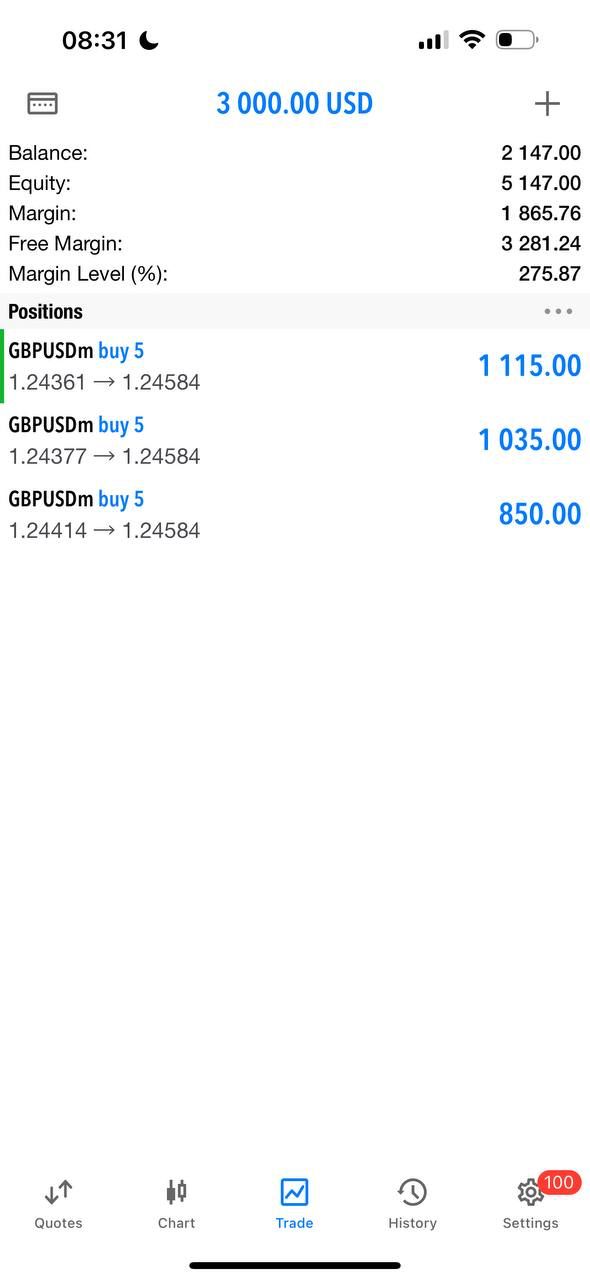 08:31
3 000.00 USD
Balance: 2 147.00
Equity: 5 147.00
Margin: 1 865.76
Free Margin: 3 281.24
Margin Level (%): 275.87
Positions
GBPUSDm buy 5
1.24361 → 1.24584
1 115.00
GBPUSDm buy 5
1.24377 → 1.24584
1 035.00
GBPUSDm buy 5
1.24414 → 1.24584
850.00
100
Quotes Chart Trade History Settings